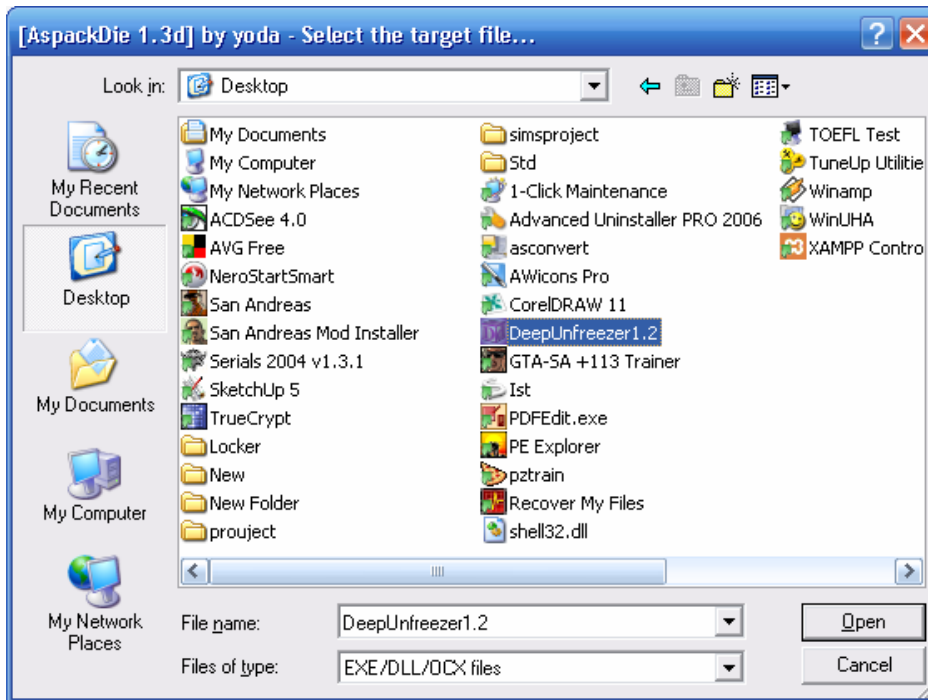 [AspackDie 1.3d] by yoda - Select the target file...
Look in:
Desktop
My Recent
Documents
Desktop
My Documents
My Computer
My Network
Places
My Documents
My Computer
My Network Places
ACDSee 4.0
AVG Free
NeroStartSmart
San Andreas
San Andreas Mod Installer
Serials 2004 v1.3.1
SketchUp 5
TrueCrypt
Locker
New
New Folder
prouject
simsproject
Std
1-Click Maintenance
Advanced Uninstaller PRO 2006
asconvert
AWicons Pro
CorelDRAW 11
DeepUnfreezer1.2
GTA-SA +113 Trainer
Ist
PDFEdit.exe
PE Explorer
pztrain
Recover My Files
shell32.dll
TOEFL Test
TuneUp Utilitie
Winamp
WinUHA
XAMPP Contro
File name:
DeepUnfreezer1.2
Open
Files of type:
EXE/DLL/OCX files
Cancel